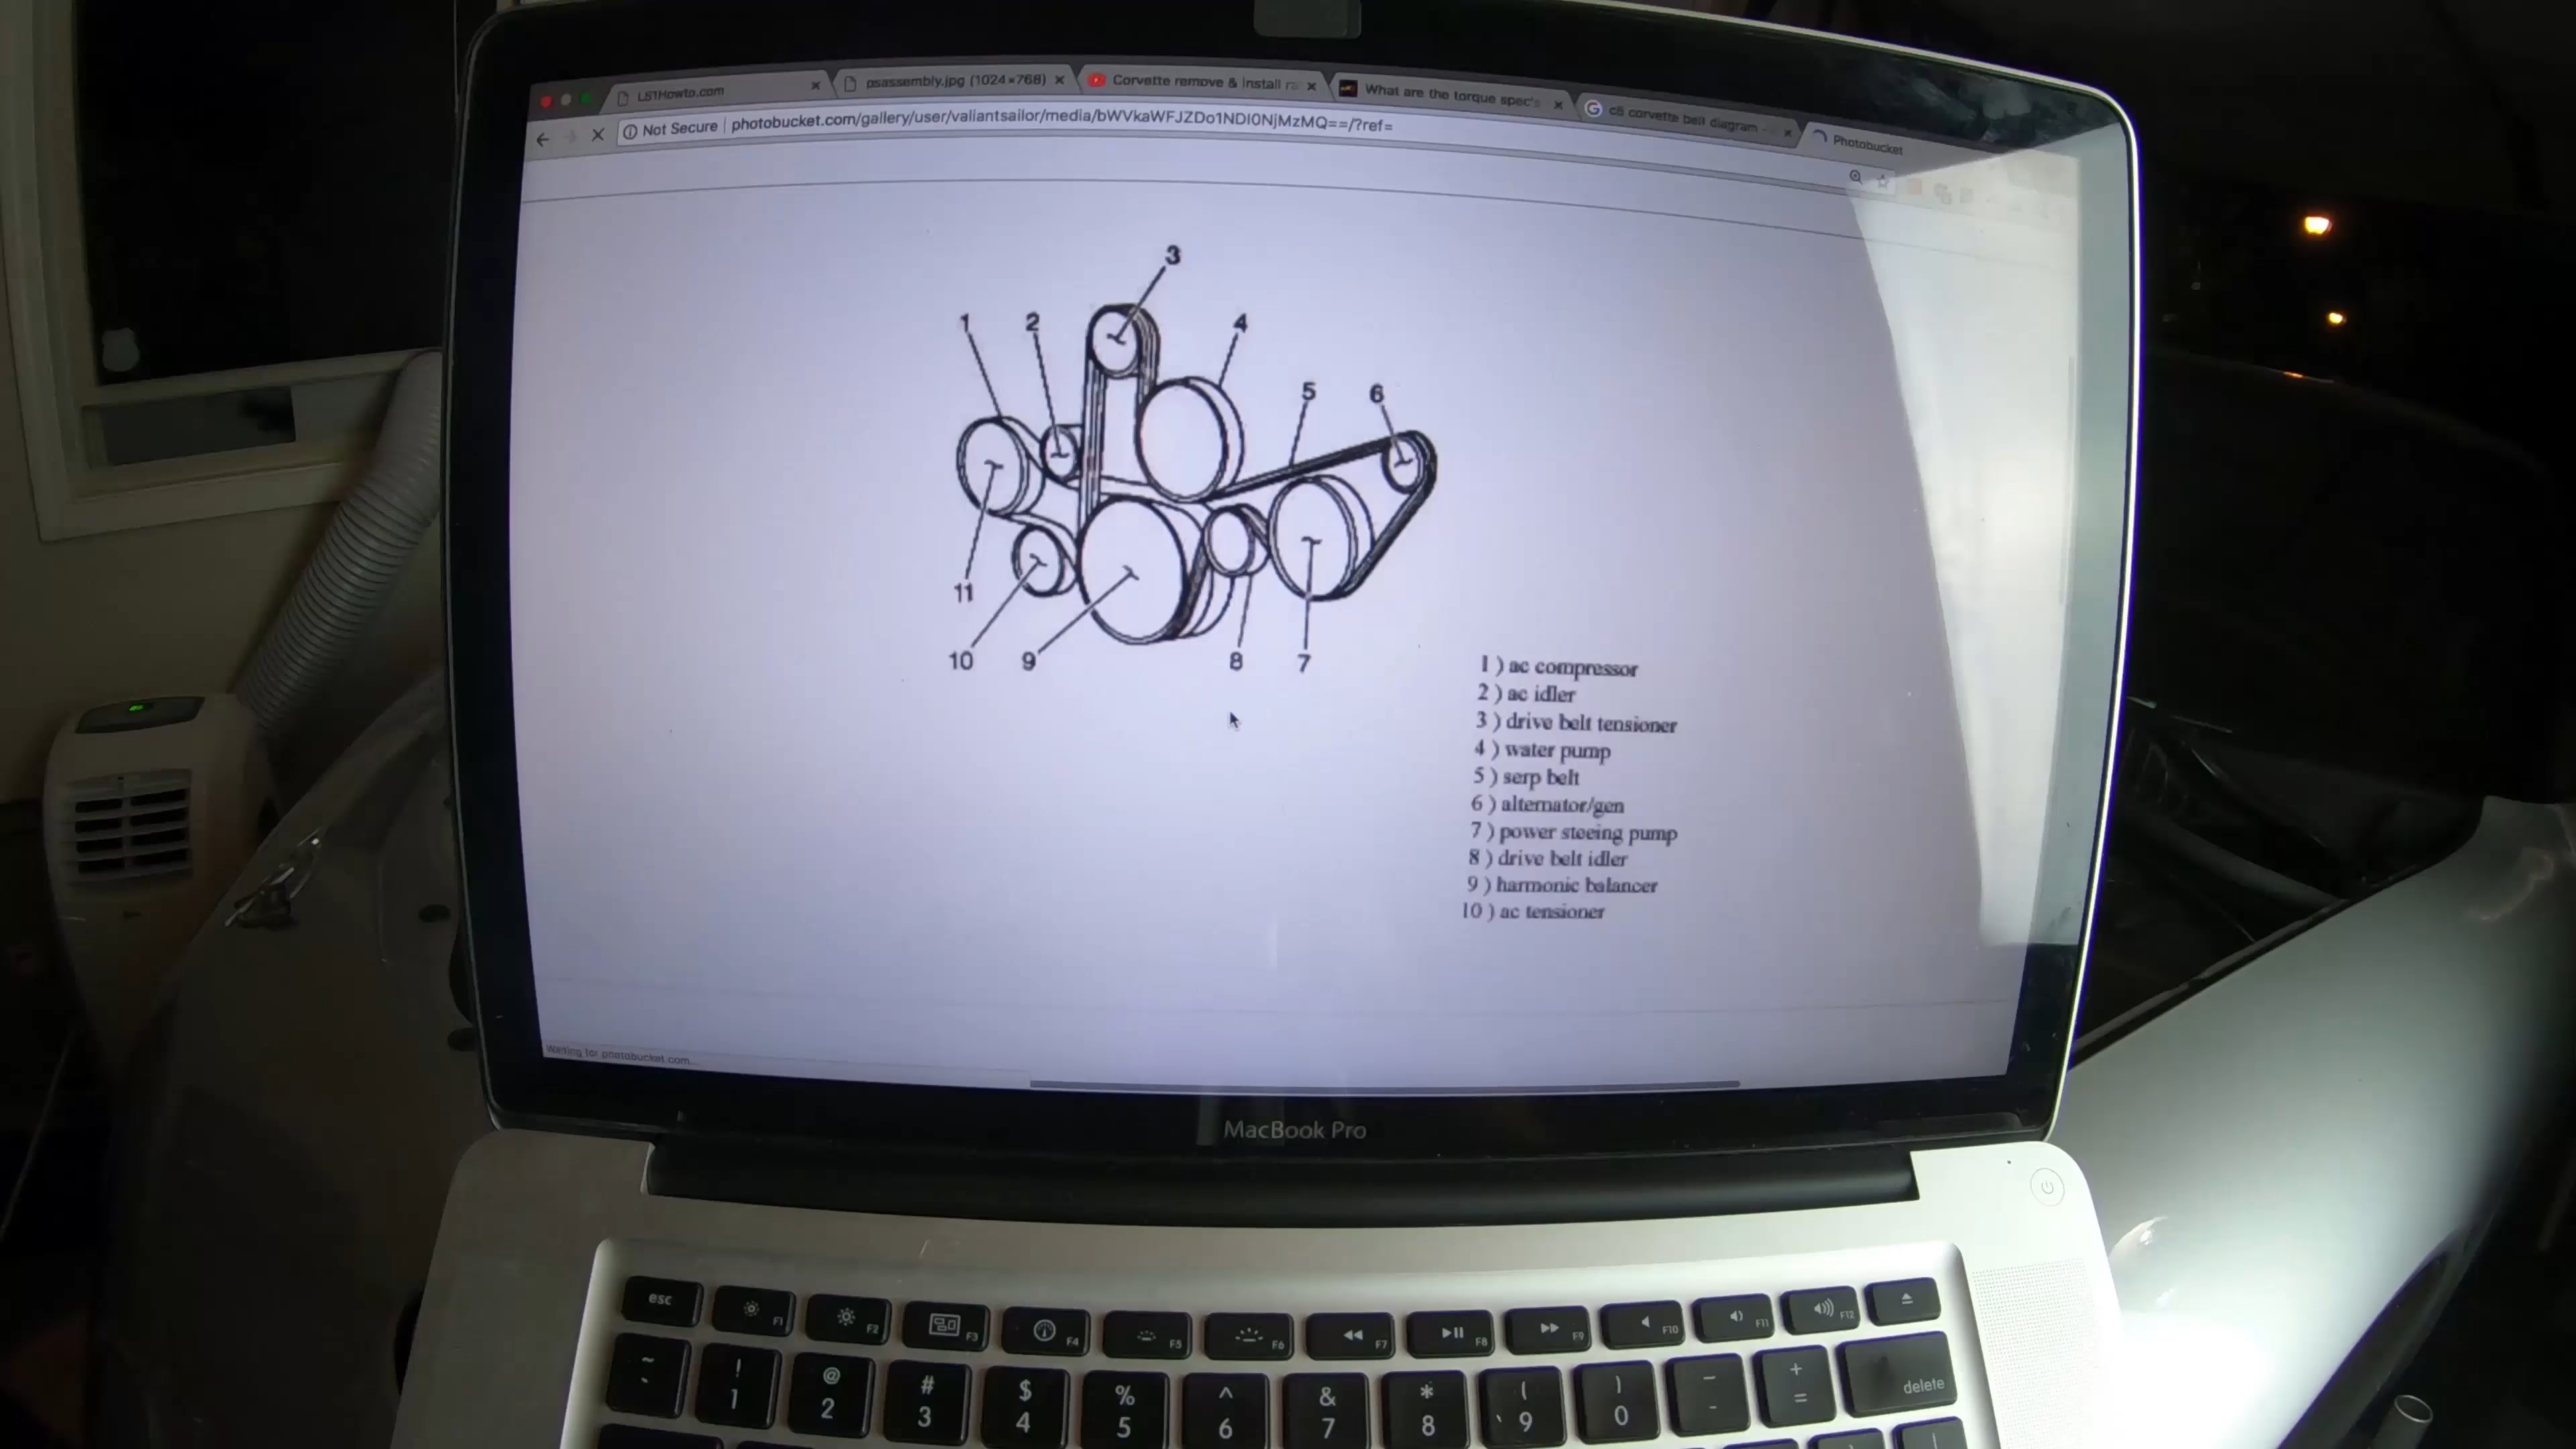 LS1Howto.com
psassembly.jpg (1024×768)
Corvette remove & install ra
What are the torque spec's
c5 corvette belt diagram -
Photobucket
Not Secure | photobucket.com/gallery/user/valiantsailor/media/bWVkaWFJZDo1NDI0NjMzMQ==/?ref=
3
1 2 4
5 6
11
10 9 8 7
1 ) ac compressor
2 ) ac idler
3 ) drive belt tensioner
4 ) water pump
5 ) serp belt
6 ) alternator/gen
7 ) power steeing pump
8 ) drive belt idler
9 ) harmonic balancer
10 ) ac tensioner
Waiting for photobucket.com...
MacBook Pro
esc F1 F2 F3 F4 F5 F6 F7 F8 F9 F10 F11 F12
~ ! @ # $ % ^ & * ( ) _ + delete
` 1 2 3 4 5 6 7 8 9 0 - =